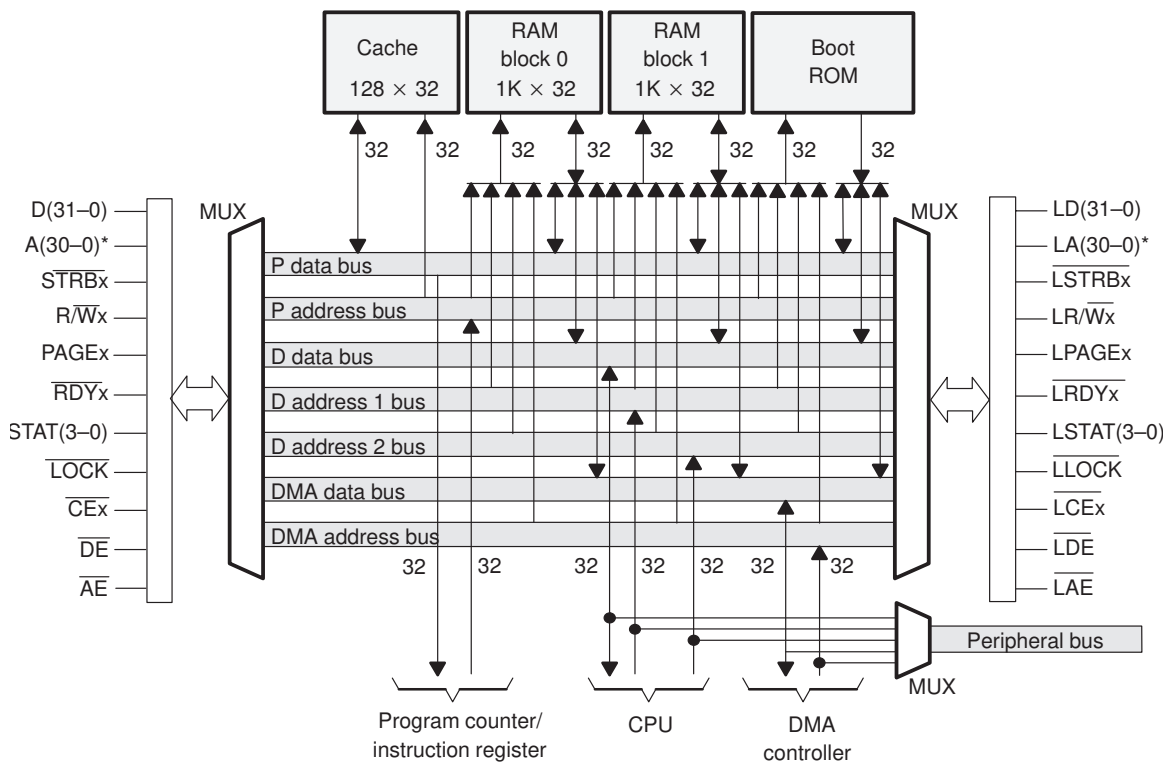 Cache
128 × 32
RAM
block 0
1K × 32
RAM
block 1
1K × 32
Boot
ROM
32
32
32
32
32
32
32
32
MUX
MUX
D(31–0)
A(30–0)*
STRBx
R/Wx
PAGEx
RDYx
STAT(3–0)
LOCK
CEx
DE
AE
P data bus
P address bus
D data bus
D address 1 bus
D address 2 bus
DMA data bus
DMA address bus
LD(31–0)
LA(30–0)*
LSTRBx
LR/Wx
LPAGEx
LRDYx
LSTAT(3–0)
LLOCK
LCEx
LDE
LAE
32
32
32
32
32
32
32
Peripheral bus
MUX
Program counter/
instruction register
CPU
DMA
controller